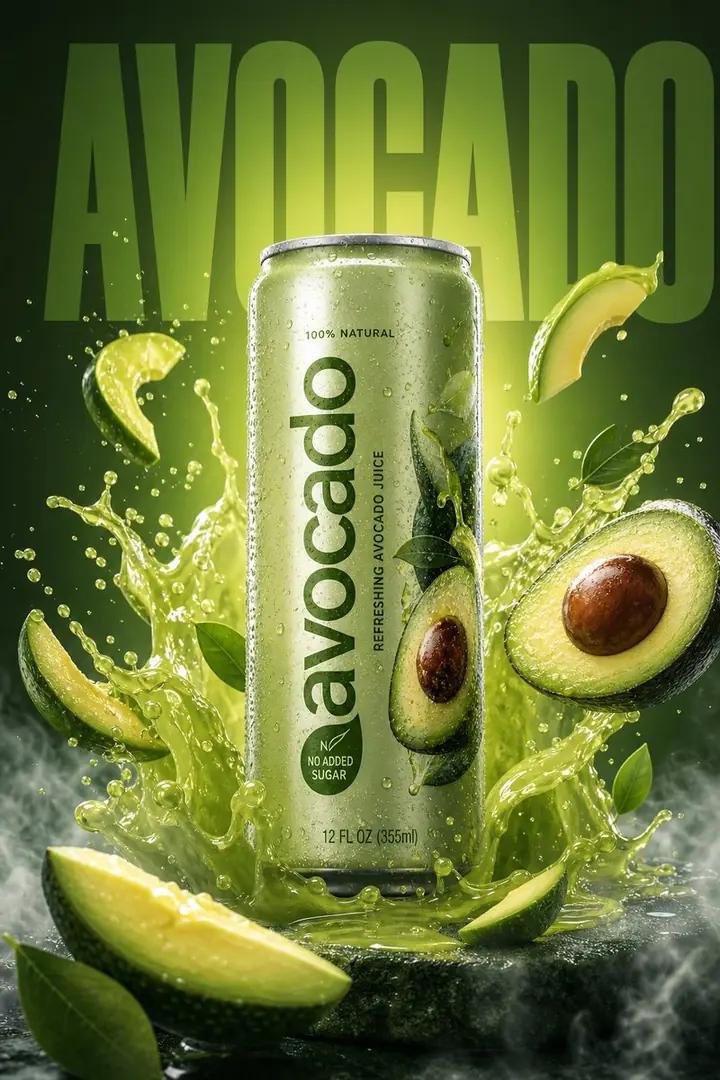 AVOCADO
100% NATURAL
avocado
REFRESHING AVOCADO JUICE
NO ADDED
SUGAR
12 FL OZ (355ml)